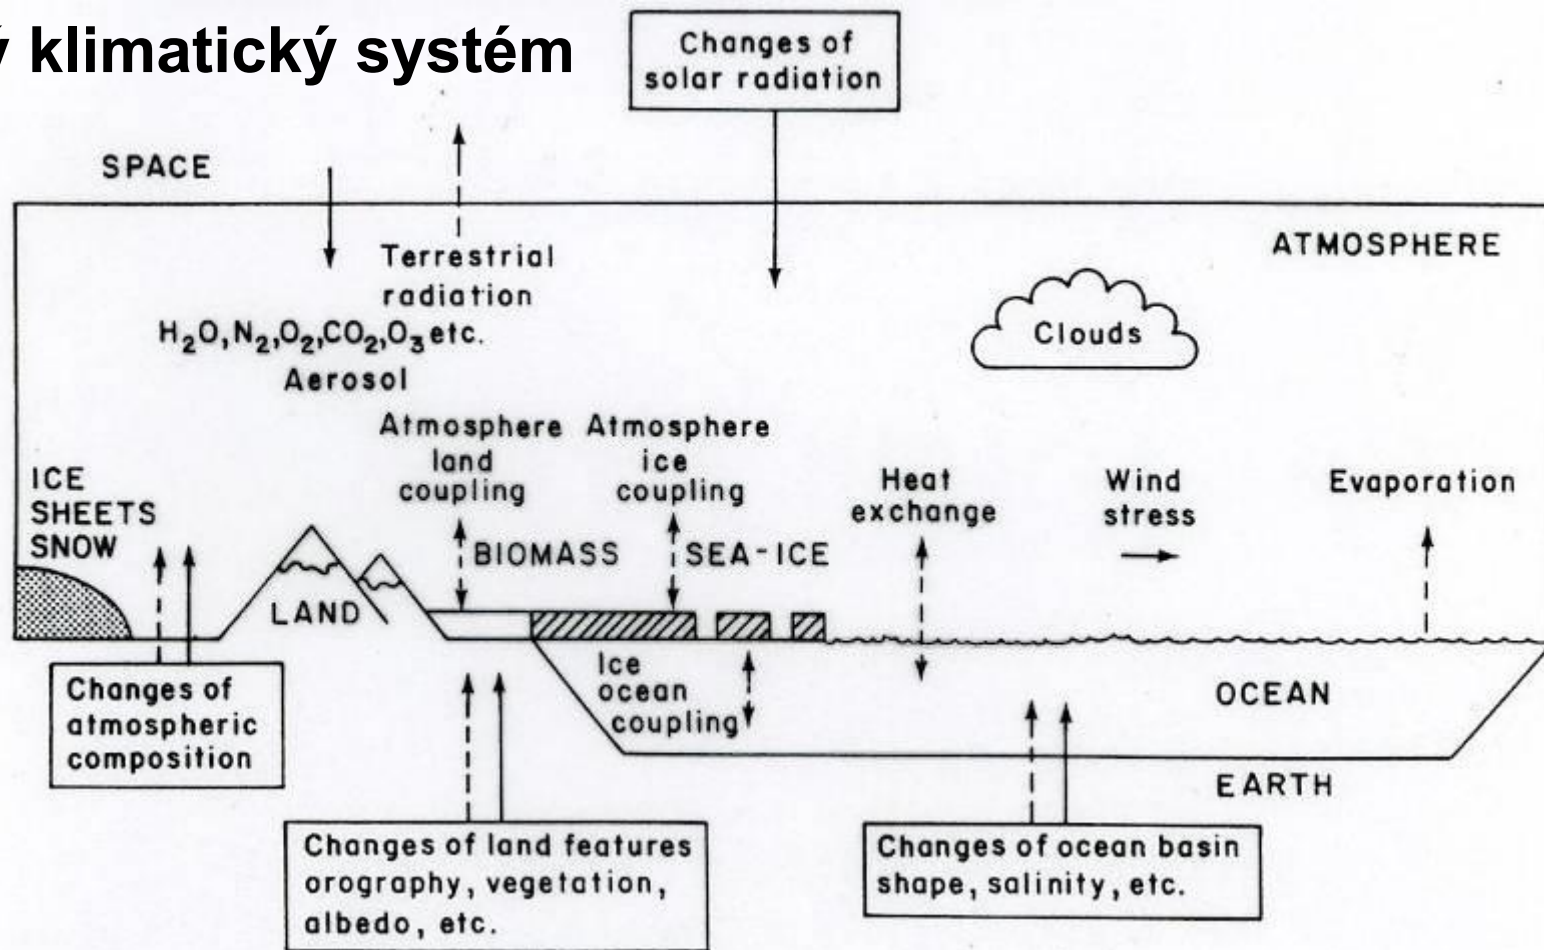 ý klimatický systém
Changes of
solar radiation
SPACE
ATMOSPHERE
Terrestrial
radiation
H₂O,N₂,O₂,CO₂,O₃ etc.
Aerosol
Clouds
Atmosphere
land
coupling
Atmosphere
ice
coupling
Heat
exchange
Wind
stress
Evaporation
ICE
SHEETS
SNOW
BIOMASS
SEA-ICE
LAND
Ice
ocean
coupling
OCEAN
EARTH
Changes of
atmospheric
composition
Changes of land features
orography, vegetation,
albedo, etc.
Changes of ocean basin
shape, salinity, etc.